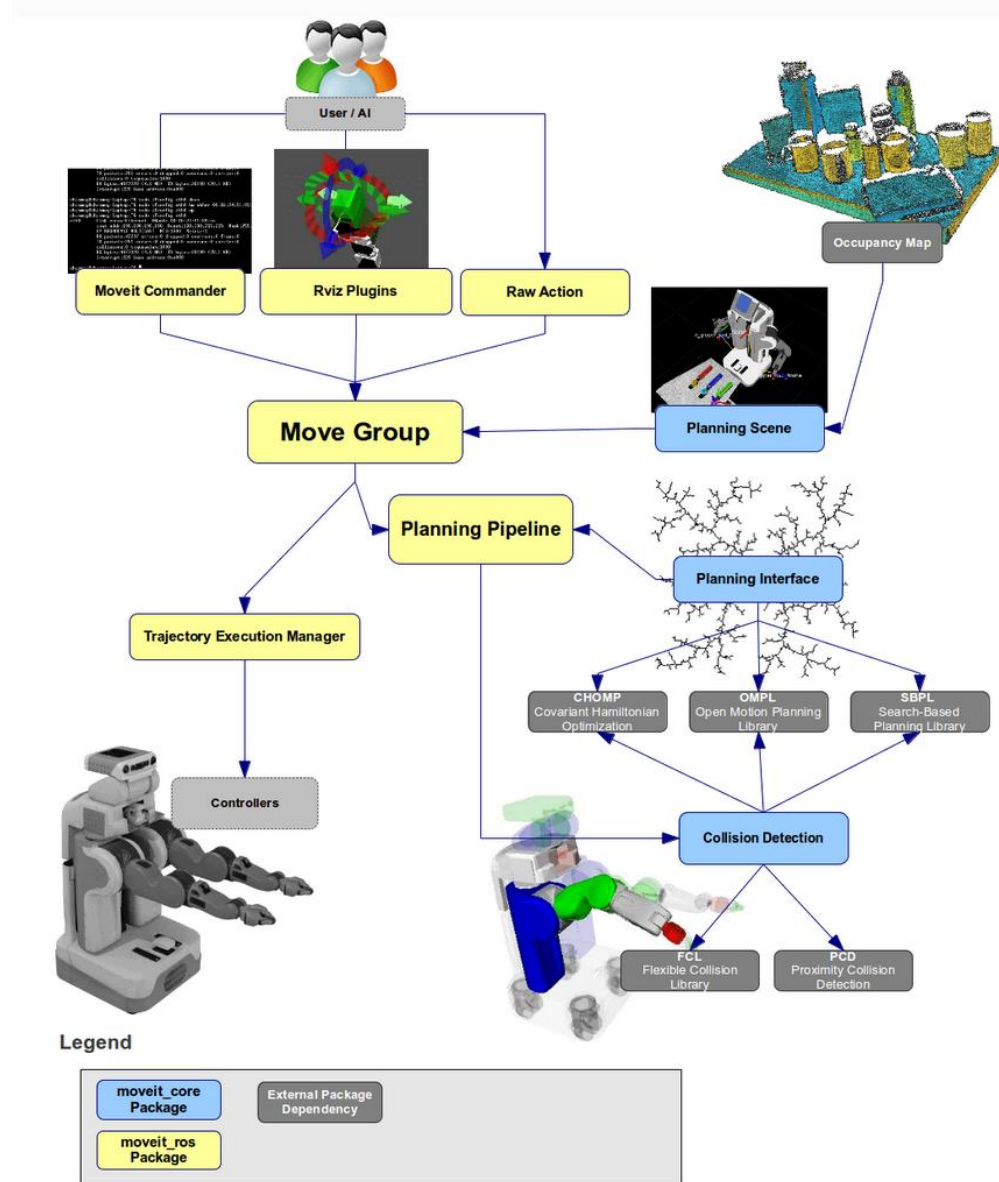 User / AI
Occupancy Map
Moveit Commander
Rviz Plugins
Raw Action
Move Group
Planning Scene
Planning Pipeline
Planning Interface
Trajectory Execution Manager
CHOMP
Covariant Hamiltonian
Optimization
OMPL
Open Motion Planning
Library
SBPL
Search-Based
Planning Library
Controllers
Collision Detection
FCL
Flexible Collision
Library
PCD
Proximity Collision
Detection
Legend
moveit_core
Package
External Package
Dependency
moveit_ros
Package